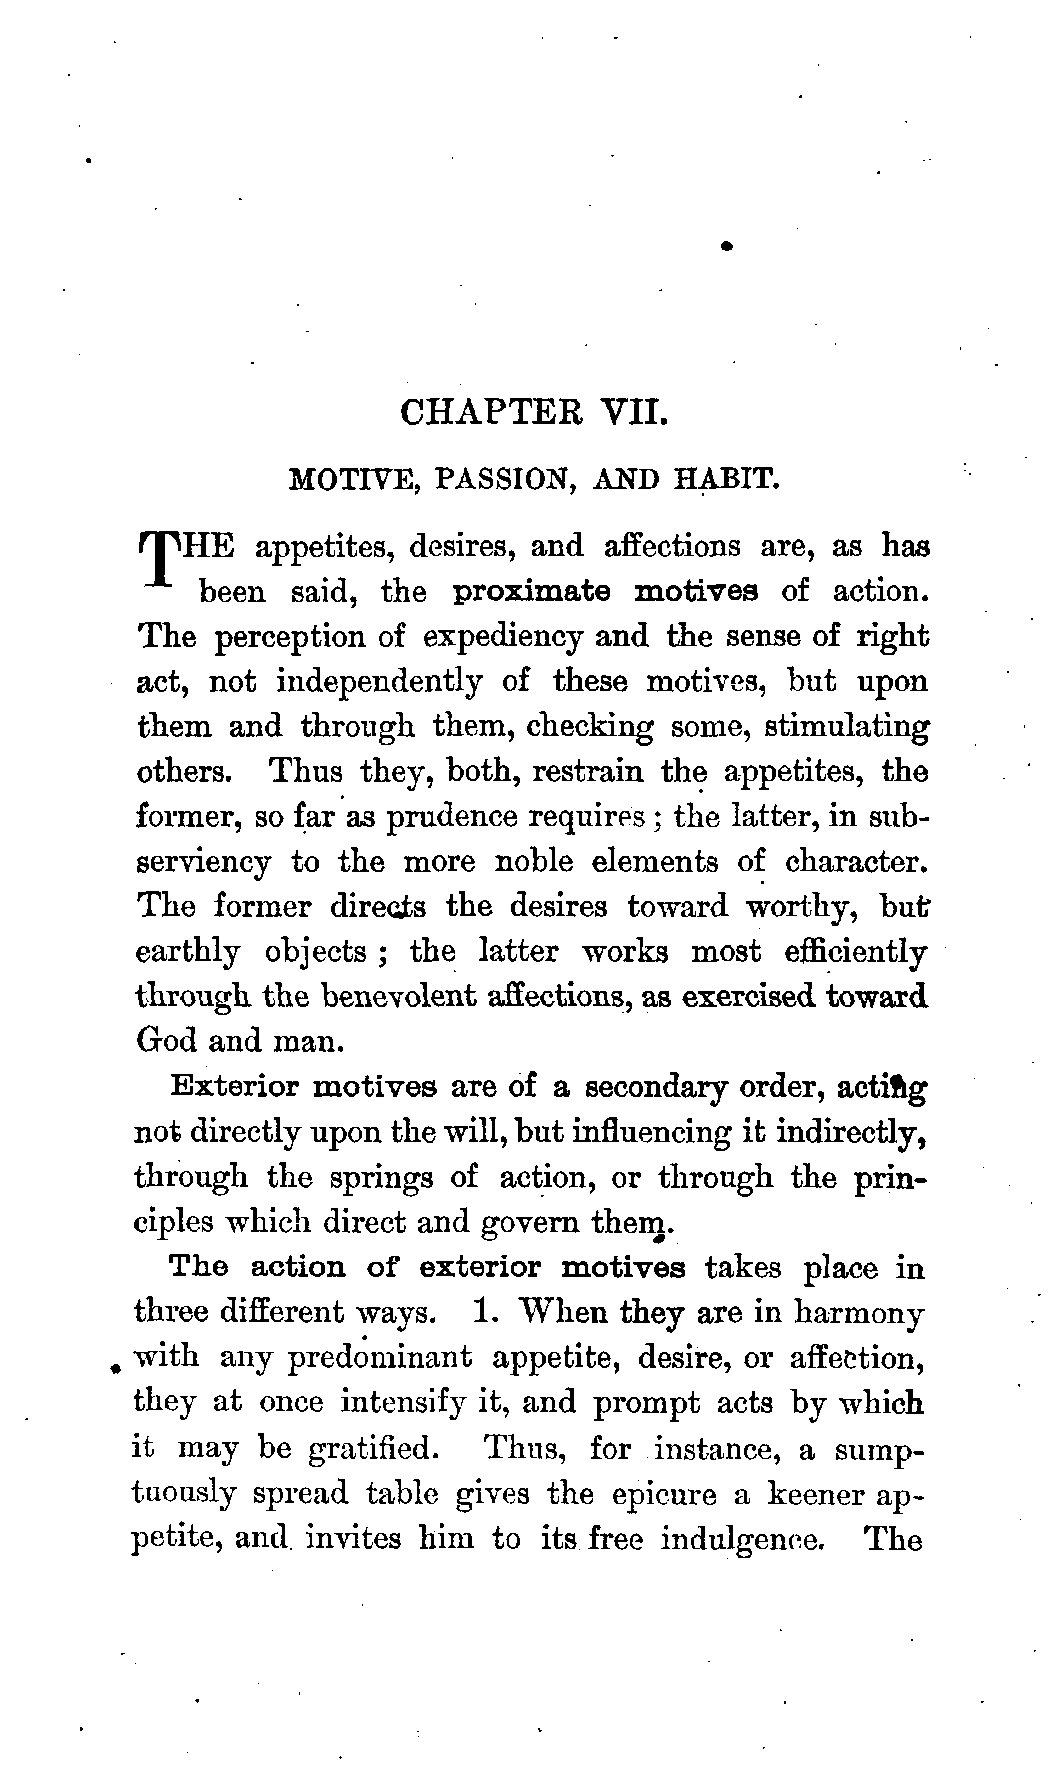 CHAPTER VII.
MOTIVE, PASSION, AND HABIT.
THE appetites, desires, and affections are, as has
been said, the proximate motives of action.
The perception of expediency and the sense of right
act, not independently of these motives, but upon
them and through them, checking some, stimulating
others. Thus they, both, restrain the appetites, the
former, so far as prudence requires; the latter, in sub-
serviency to the more noble elements of character.
The former directs the desires toward worthy, but
earthly objects; the latter works most efficiently
through the benevolent affections, as exercised toward
God and man.
Exterior motives are of a secondary order, acting
not directly upon the will, but influencing it indirectly,
through the springs of action, or through the prin-
ciples which direct and govern them.
The action of exterior motives takes place in
three different ways. 1. When they are in harmony
with any predominant appetite, desire, or affection,
they at once intensify it, and prompt acts by which
it may be gratified. Thus, for instance, a sump-
tuously spread table gives the epicure a keener ap-
petite, and invites him to its free indulgence. The